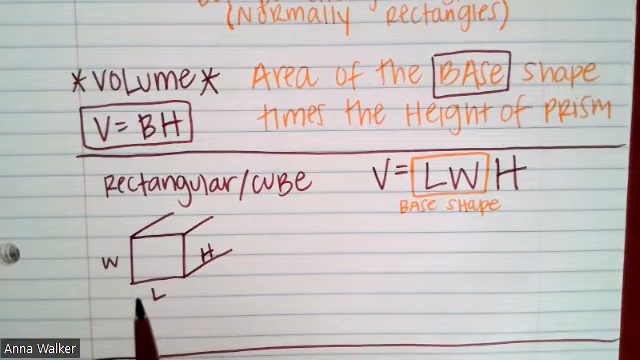 (Normally Rectangles)
*VOLUME* Area of the BASE shape
V=BH times the Height of PRISM
Rectangular/CUBE V=LWH
BASE SHAPE
W H
L
Anna Walker